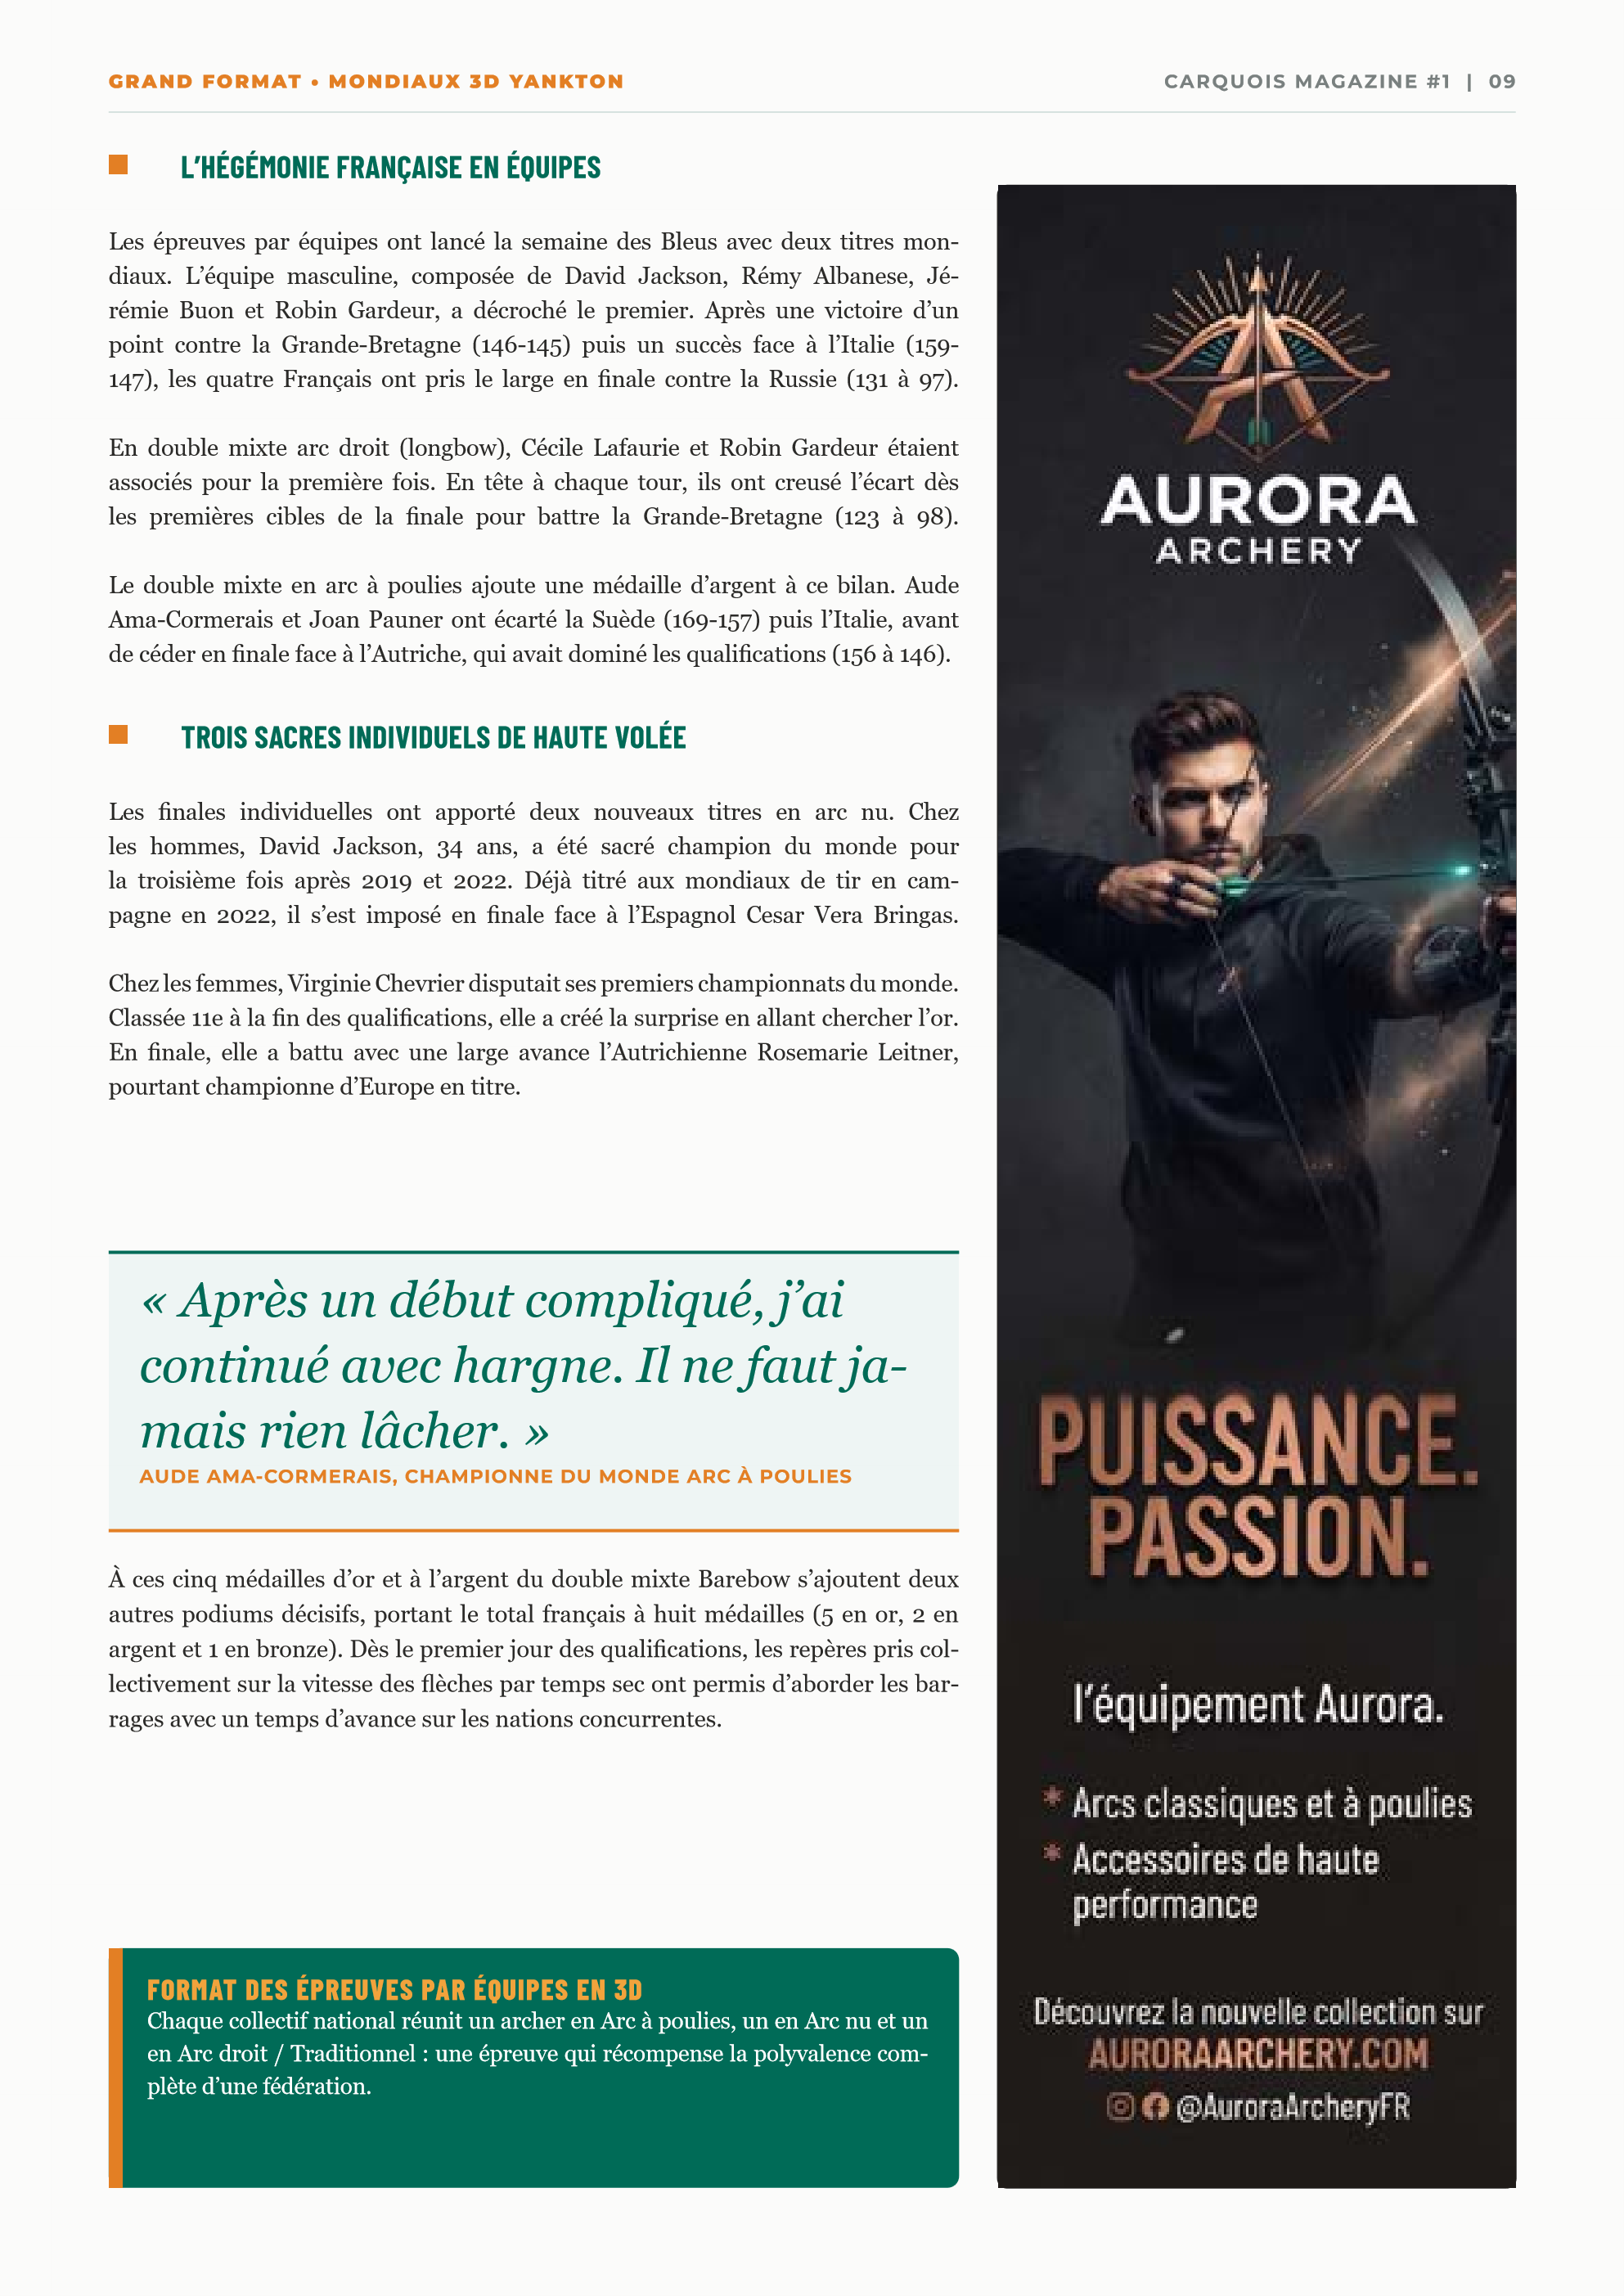 GRAND FORMAT • MONDIAUX 3D YANKTON
CARQUOIS MAGAZINE #1 | 09
L’HÉGÉMONIE FRANÇAISE EN ÉQUIPES
Les épreuves par équipes ont lancé la semaine des Bleus avec deux titres mon-
diaux. L’équipe masculine, composée de David Jackson, Rémy Albanese, Jé-
rémie Buon et Robin Gardeur, a décroché le premier. Après une victoire d’un
point contre la Grande-Bretagne (146-145) puis un succès face à l’Italie (159-
147), les quatre Français ont pris le large en finale contre la Russie (131 à 97).
En double mixte arc droit (longbow), Cécile Lafaurie et Robin Gardeur étaient
associés pour la première fois. En tête à chaque tour, ils ont creusé l’écart dès
les premières cibles de la finale pour battre la Grande-Bretagne (123 à 98).
Le double mixte en arc à poulies ajoute une médaille d’argent à ce bilan. Aude
Ama-Cormerais et Joan Pauner ont écarté la Suède (169-157) puis l’Italie, avant
de céder en finale face à l’Autriche, qui avait dominé les qualifications (156 à 146).
TROIS SACRES INDIVIDUELS DE HAUTE VOLÉE
Les finales individuelles ont apporté deux nouveaux titres en arc nu. Chez
les hommes, David Jackson, 34 ans, a été sacré champion du monde pour
la troisième fois après 2019 et 2022. Déjà titré aux mondiaux de tir en cam-
pagne en 2022, il s’est imposé en finale face à l’Espagnol Cesar Vera Bringas.
Chez les femmes, Virginie Chevrier disputait ses premiers championnats du monde.
Classée 11e à la fin des qualifications, elle a créé la surprise en allant chercher l’or.
En finale, elle a battu avec une large avance l’Autrichienne Rosemarie Leitner,
pourtant championne d’Europe en titre.
« Après un début compliqué, j’ai
continué avec hargne. Il ne faut ja-
mais rien lâcher. »
AUDE AMA-CORMERAIS, CHAMPIONNE DU MONDE ARC À POULIES
À ces cinq médailles d’or et à l’argent du double mixte Barebow s’ajoutent deux
autres podiums décisifs, portant le total français à huit médailles (5 en or, 2 en
argent et 1 en bronze). Dès le premier jour des qualifications, les repères pris col-
lectivement sur la vitesse des flèches par temps sec ont permis d’aborder les bar-
rages avec un temps d’avance sur les nations concurrentes.
FORMAT DES ÉPREUVES PAR ÉQUIPES EN 3D
Chaque collectif national réunit un archer en Arc à poulies, un en Arc nu et un
en Arc droit / Traditionnel : une épreuve qui récompense la polyvalence com-
plète d’une fédération.
AURORA
ARCHERY
PUISSANCE.
PASSION.
l’équipement Aurora.
* Arcs classiques et à poulies
* Accessoires de haute
performance
Découvrez la nouvelle collection sur
AURORAARCHERY.COM
@AuroraArcheryFR